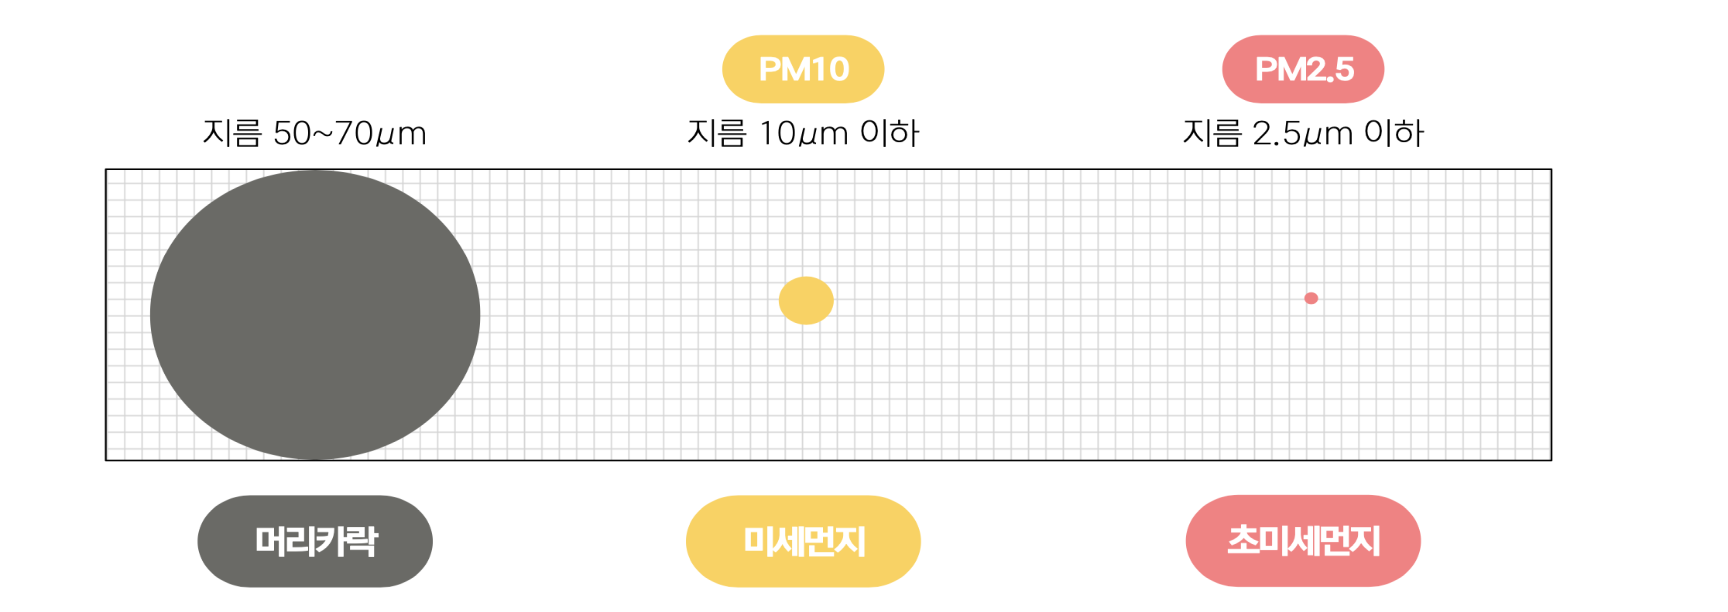 PM10
PM2.5
지름 50~70μm
지름 10μm 이하
지름 2.5μm 이하
머리카락
미세먼지
초미세먼지